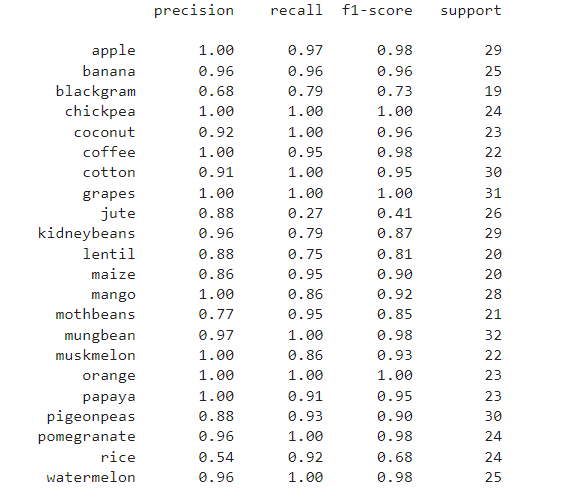 precision recall f1-score support
apple 1.00 0.97 0.98 29
banana 0.96 0.96 0.96 25
blackgram 0.68 0.79 0.73 19
chickpea 1.00 1.00 1.00 24
coconut 0.92 1.00 0.96 23
coffee 1.00 0.95 0.98 22
cotton 0.91 1.00 0.95 30
grapes 1.00 1.00 1.00 31
jute 0.88 0.27 0.41 26
kidneybeans 0.96 0.79 0.87 29
lentil 0.88 0.75 0.81 20
maize 0.86 0.95 0.90 20
mango 1.00 0.86 0.92 28
mothbeans 0.77 0.95 0.85 21
mungbean 0.97 1.00 0.98 32
muskmelon 1.00 0.86 0.93 22
orange 1.00 1.00 1.00 23
papaya 1.00 0.91 0.95 23
pigeonpeas 0.88 0.93 0.90 30
pomegranate 0.96 1.00 0.98 24
rice 0.54 0.92 0.68 24
watermelon 0.96 1.00 0.98 25